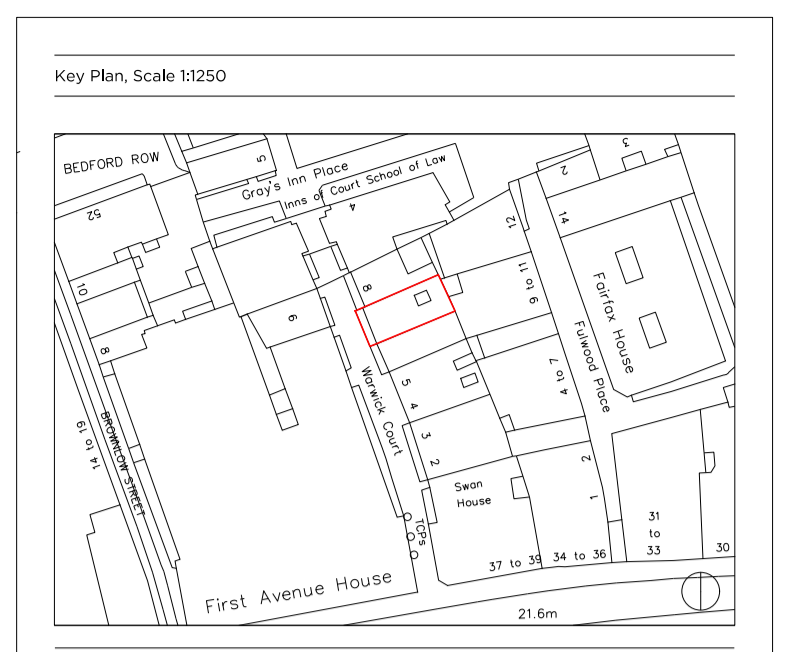 Key Plan, Scale 1:1250
BEDFORD ROW
52
10
8
14 to 19
BROWNLOW STREET
5
Gray's Inn Place
Inns of Court School of Law
4
8
6
Warwick Court
5
4
3
2
TCPs
Swan
House
First Avenue House
37 to 39
34 to 36
31
to
33
30
21.6m
3
2
14
12
11 to 9
Fulwood Place
Fairfax House
4 to 7
2
1